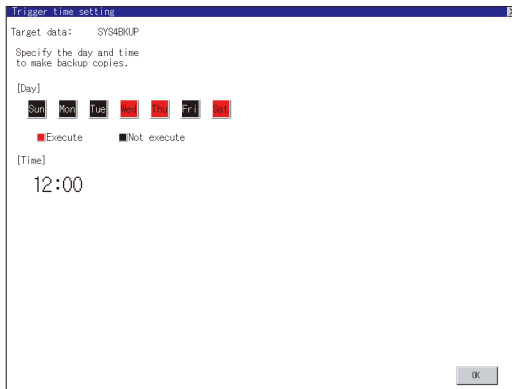 Trigger time setting
Target data: SYS4BKUP
Specify the day and time
to make backup copies.
[Day]
Sun Mon Tue Wed Thu Fri Sat
Execute Not execute
[Time]
12:00
OK